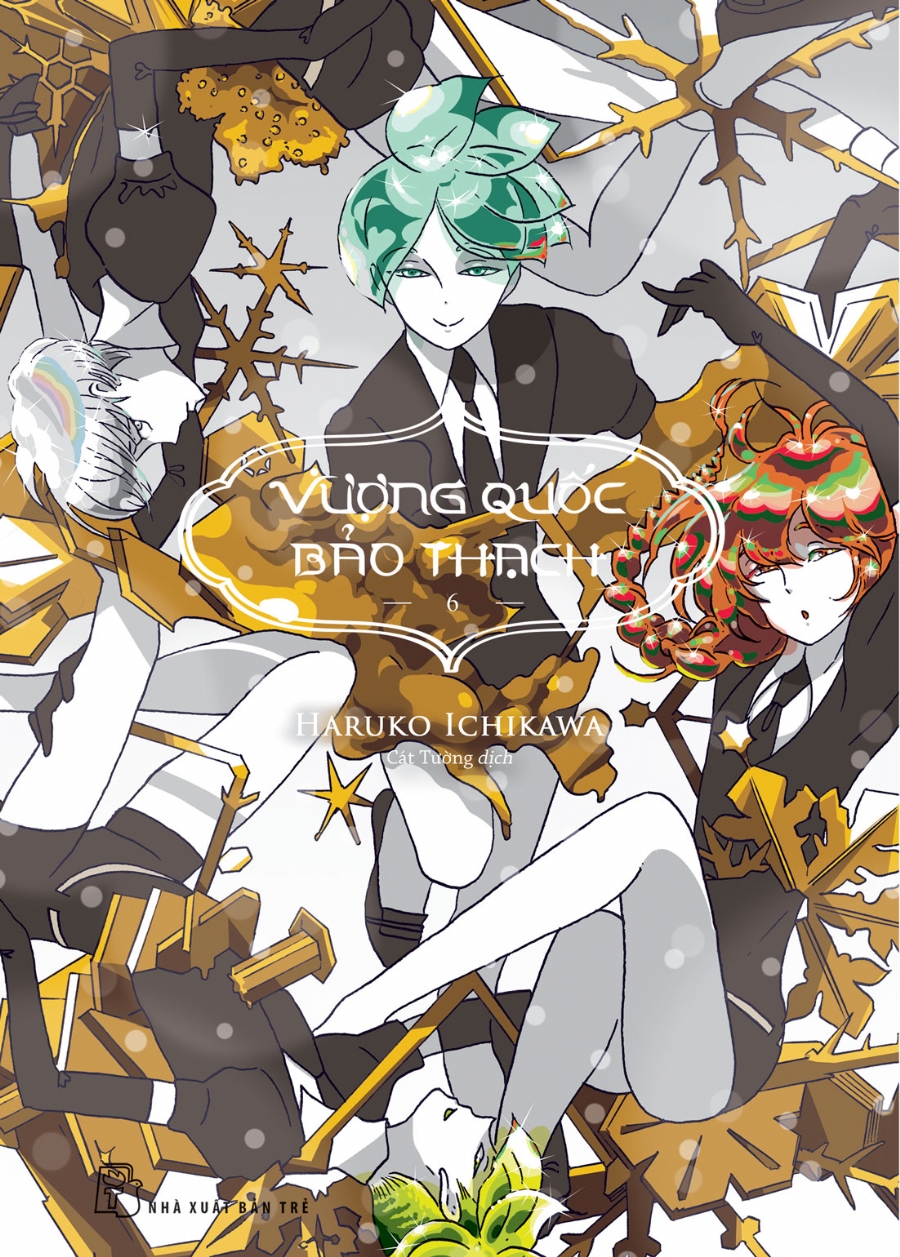 VƯƠNG QUỐC
BẢO THẠCH
6
HARUKO ICHIKAWA
Cát Tường dịch
NHÀ XUẤT BẢN TRẺ